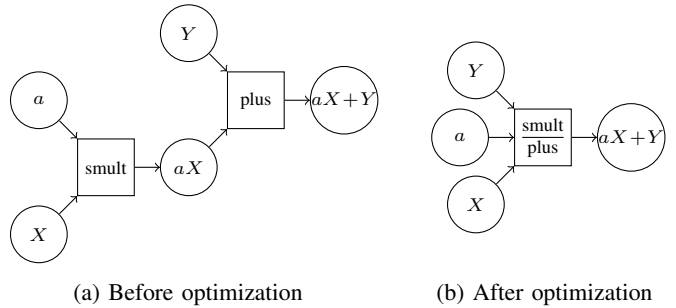 Y
a
plus
aX+Y
smult
aX
X
(a) Before optimization
Y
a
smult
plus
aX+Y
X
(b) After optimization